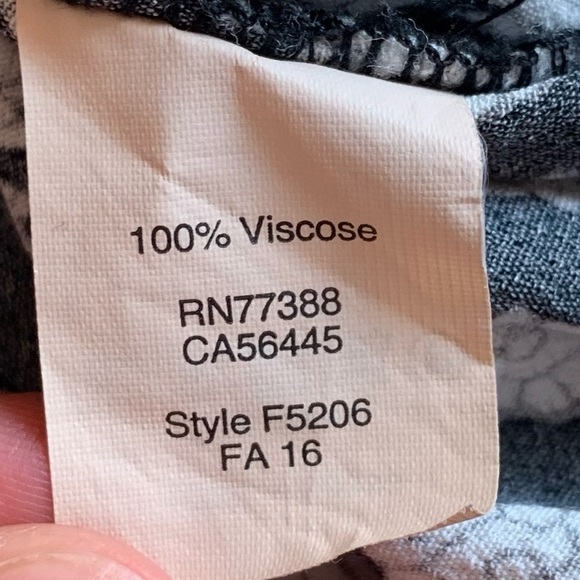 100% Viscose
RN77388
CA56445
Style F5206
FA 16